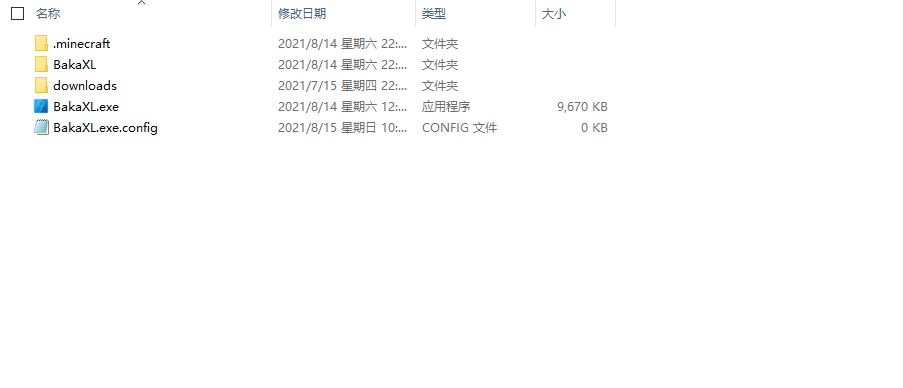 名称 修改日期 类型 大小
.minecraft 2021/8/14 星期六 22:... 文件夹
BakaXL 2021/8/14 星期六 22:... 文件夹
downloads 2021/7/15 星期四 22:... 文件夹
BakaXL.exe 2021/8/14 星期六 12:... 应用程序 9,670 KB
BakaXL.exe.config 2021/8/15 星期日 10:... CONFIG 文件 0 KB